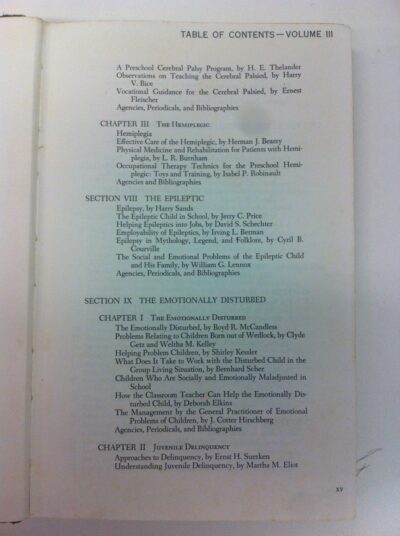 TABLE OF CONTENTS—VOLUME III
A Preschool Cerebral Palsy Program, by H. E. Thelander
Observations on Teaching the Cerebral Palsied, by Harry
V. Bice
Vocational Guidance for the Cerebral Palsied, by Ernest
Fleischer
Agencies, Periodicals, and Bibliographies
CHAPTER III The Hemiplegic
Hemiplegia
Effective Care of the Hemiplegic, by Herman J. Bearzy
Physical Medicine and Rehabilitation for Patients with Hemi-
plegia, by L. R. Burnham
Occupational Therapy Technics for the Preschool Hemi-
plegic: Toys and Training, by Isabel P. Robinault
Agencies and Bibliographies
SECTION VIII THE EPILEPTIC
Epilepsy, by Harry Sands
The Epileptic Child in School, by Jerry C. Price
Helping Epileptics into Jobs, by David S. Schechter
Employability of Epileptics, by Irving L. Berman
Epilepsy in Mythology, Legend, and Folklore, by Cyril B.
Courville
The Social and Emotional Problems of the Epileptic Child
and His Family, by William G. Lennox
Agencies, Periodicals, and Bibliographies
SECTION IX THE EMOTIONALLY DISTURBED
CHAPTER I The Emotionally Disturbed
The Emotionally Disturbed, by Boyd R. McCandless
Problems Relating to Children Born out of Wedlock, by Clyde
Getz and Weltha M. Kelley
Helping Problem Children, by Shirley Kessler
What Does It Take to Work with the Disturbed Child in the
Group Living Situation, by Bernhard Scher
Children Who Are Socially and Emotionally Maladjusted in
School
How the Classroom Teacher Can Help the Emotionally Dis-
turbed Child, by Deborah Elkins
The Management by the General Practitioner of Emotional
Problems of Children, by J. Cotter Hirschberg
Agencies, Periodicals, and Bibliographies
CHAPTER II Juvenile Delinquency
Approaches to Delinquency, by Ernst H. Suerken
Understanding Juvenile Delinquency, by Martha M. Eliot
xv